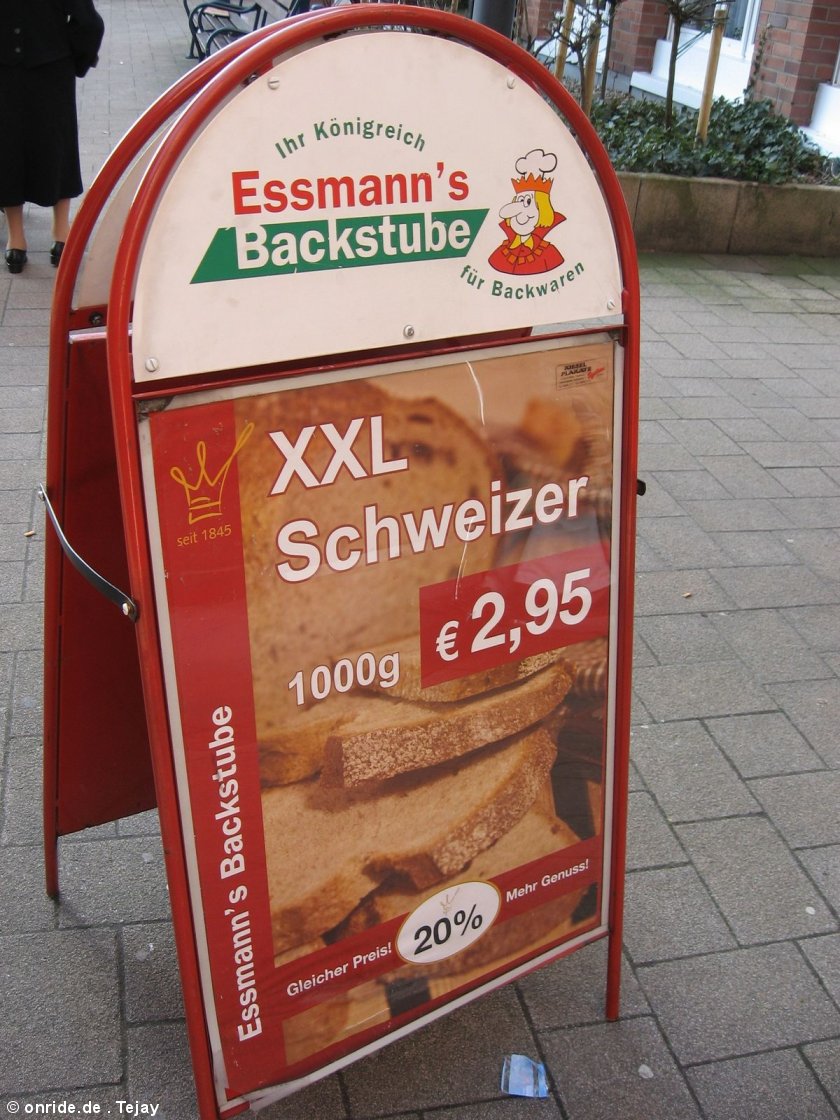 Ihr Königreich
Essmann's
Backstube
für Backwaren
XXL
Schweizer
€ 2,95
1000g
seit 1845
Essmann's Backstube
Gleicher Preis! 20% Mehr Genuss!
© onride.de . Tejay